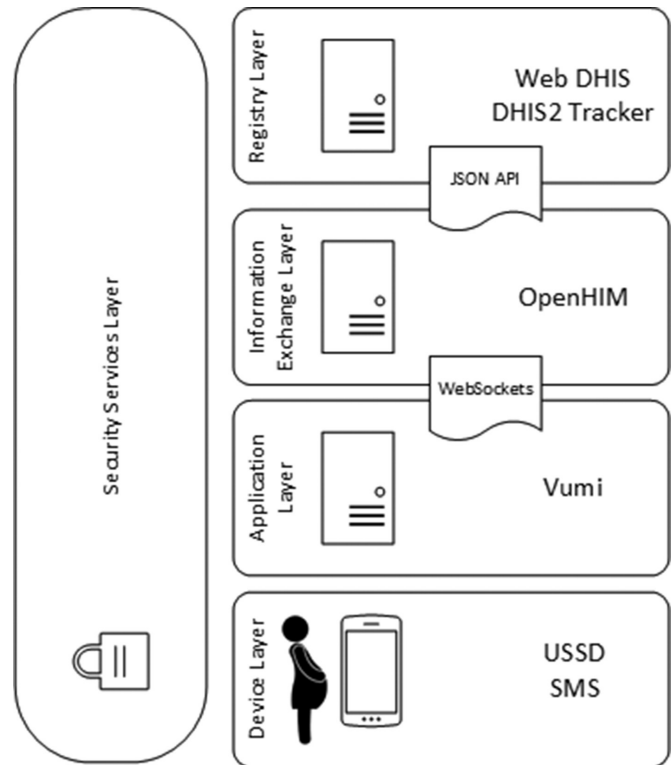 Security Services Layer
Registry Layer
Web DHIS
DHIS2 Tracker
JSON API
Information
Exchange Layer
OpenHIM
WebSockets
Application
Layer
Vumi
Device Layer
USSD
SMS